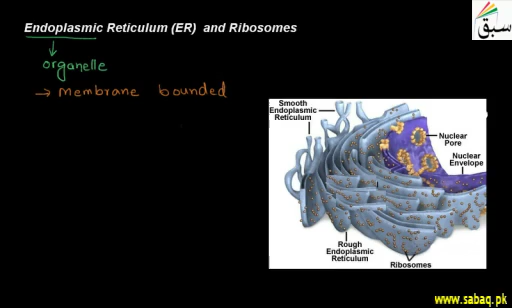 Endoplasmic Reticulum (ER) and Ribosomes
سبق
organelle
→ membrane bounded
Smooth
Endoplasmic
Reticulum
Nuclear
Pore
Nuclear
Envelope
Rough
Endoplasmic
Reticulum
Ribosomes
www.sabaq.pk